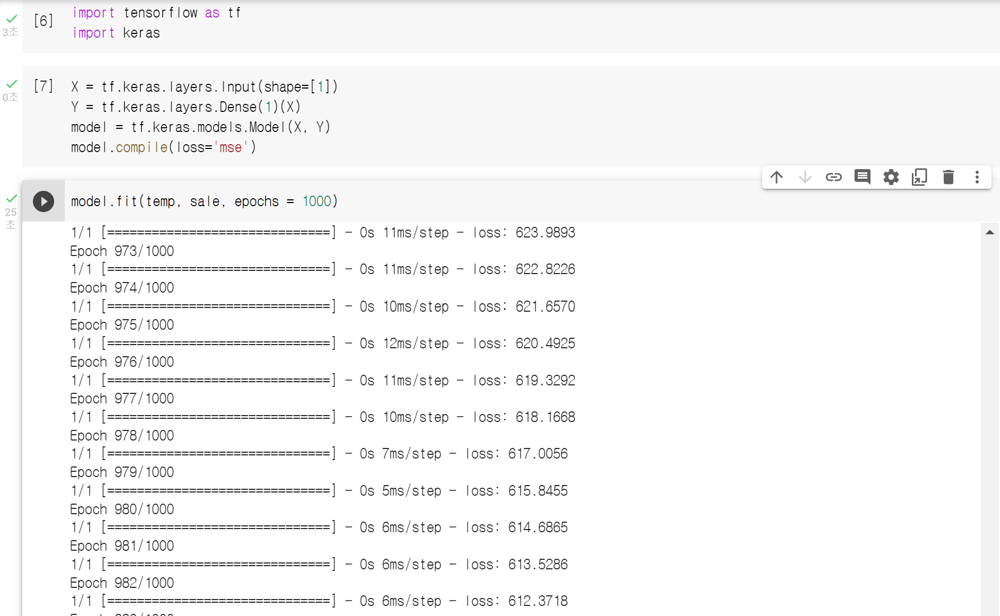 [6]
import tensorflow as tf
import keras
3초
[7]
X = tf.keras.layers.Input(shape=[1])
Y = tf.keras.layers.Dense(1)(X)
model = tf.keras.models.Model(X, Y)
model.compile(loss='mse')
0초
model.fit(temp, sale, epochs = 1000)
25
초
1/1 [==============================] - 0s 11ms/step - loss: 623.9893
Epoch 973/1000
1/1 [==============================] - 0s 11ms/step - loss: 622.8226
Epoch 974/1000
1/1 [==============================] - 0s 10ms/step - loss: 621.6570
Epoch 975/1000
1/1 [==============================] - 0s 12ms/step - loss: 620.4925
Epoch 976/1000
1/1 [==============================] - 0s 11ms/step - loss: 619.3292
Epoch 977/1000
1/1 [==============================] - 0s 10ms/step - loss: 618.1668
Epoch 978/1000
1/1 [==============================] - 0s 7ms/step - loss: 617.0056
Epoch 979/1000
1/1 [==============================] - 0s 5ms/step - loss: 615.8455
Epoch 980/1000
1/1 [==============================] - 0s 6ms/step - loss: 614.6865
Epoch 981/1000
1/1 [==============================] - 0s 6ms/step - loss: 613.5286
Epoch 982/1000
1/1 [==============================] - 0s 6ms/step - loss: 612.3718